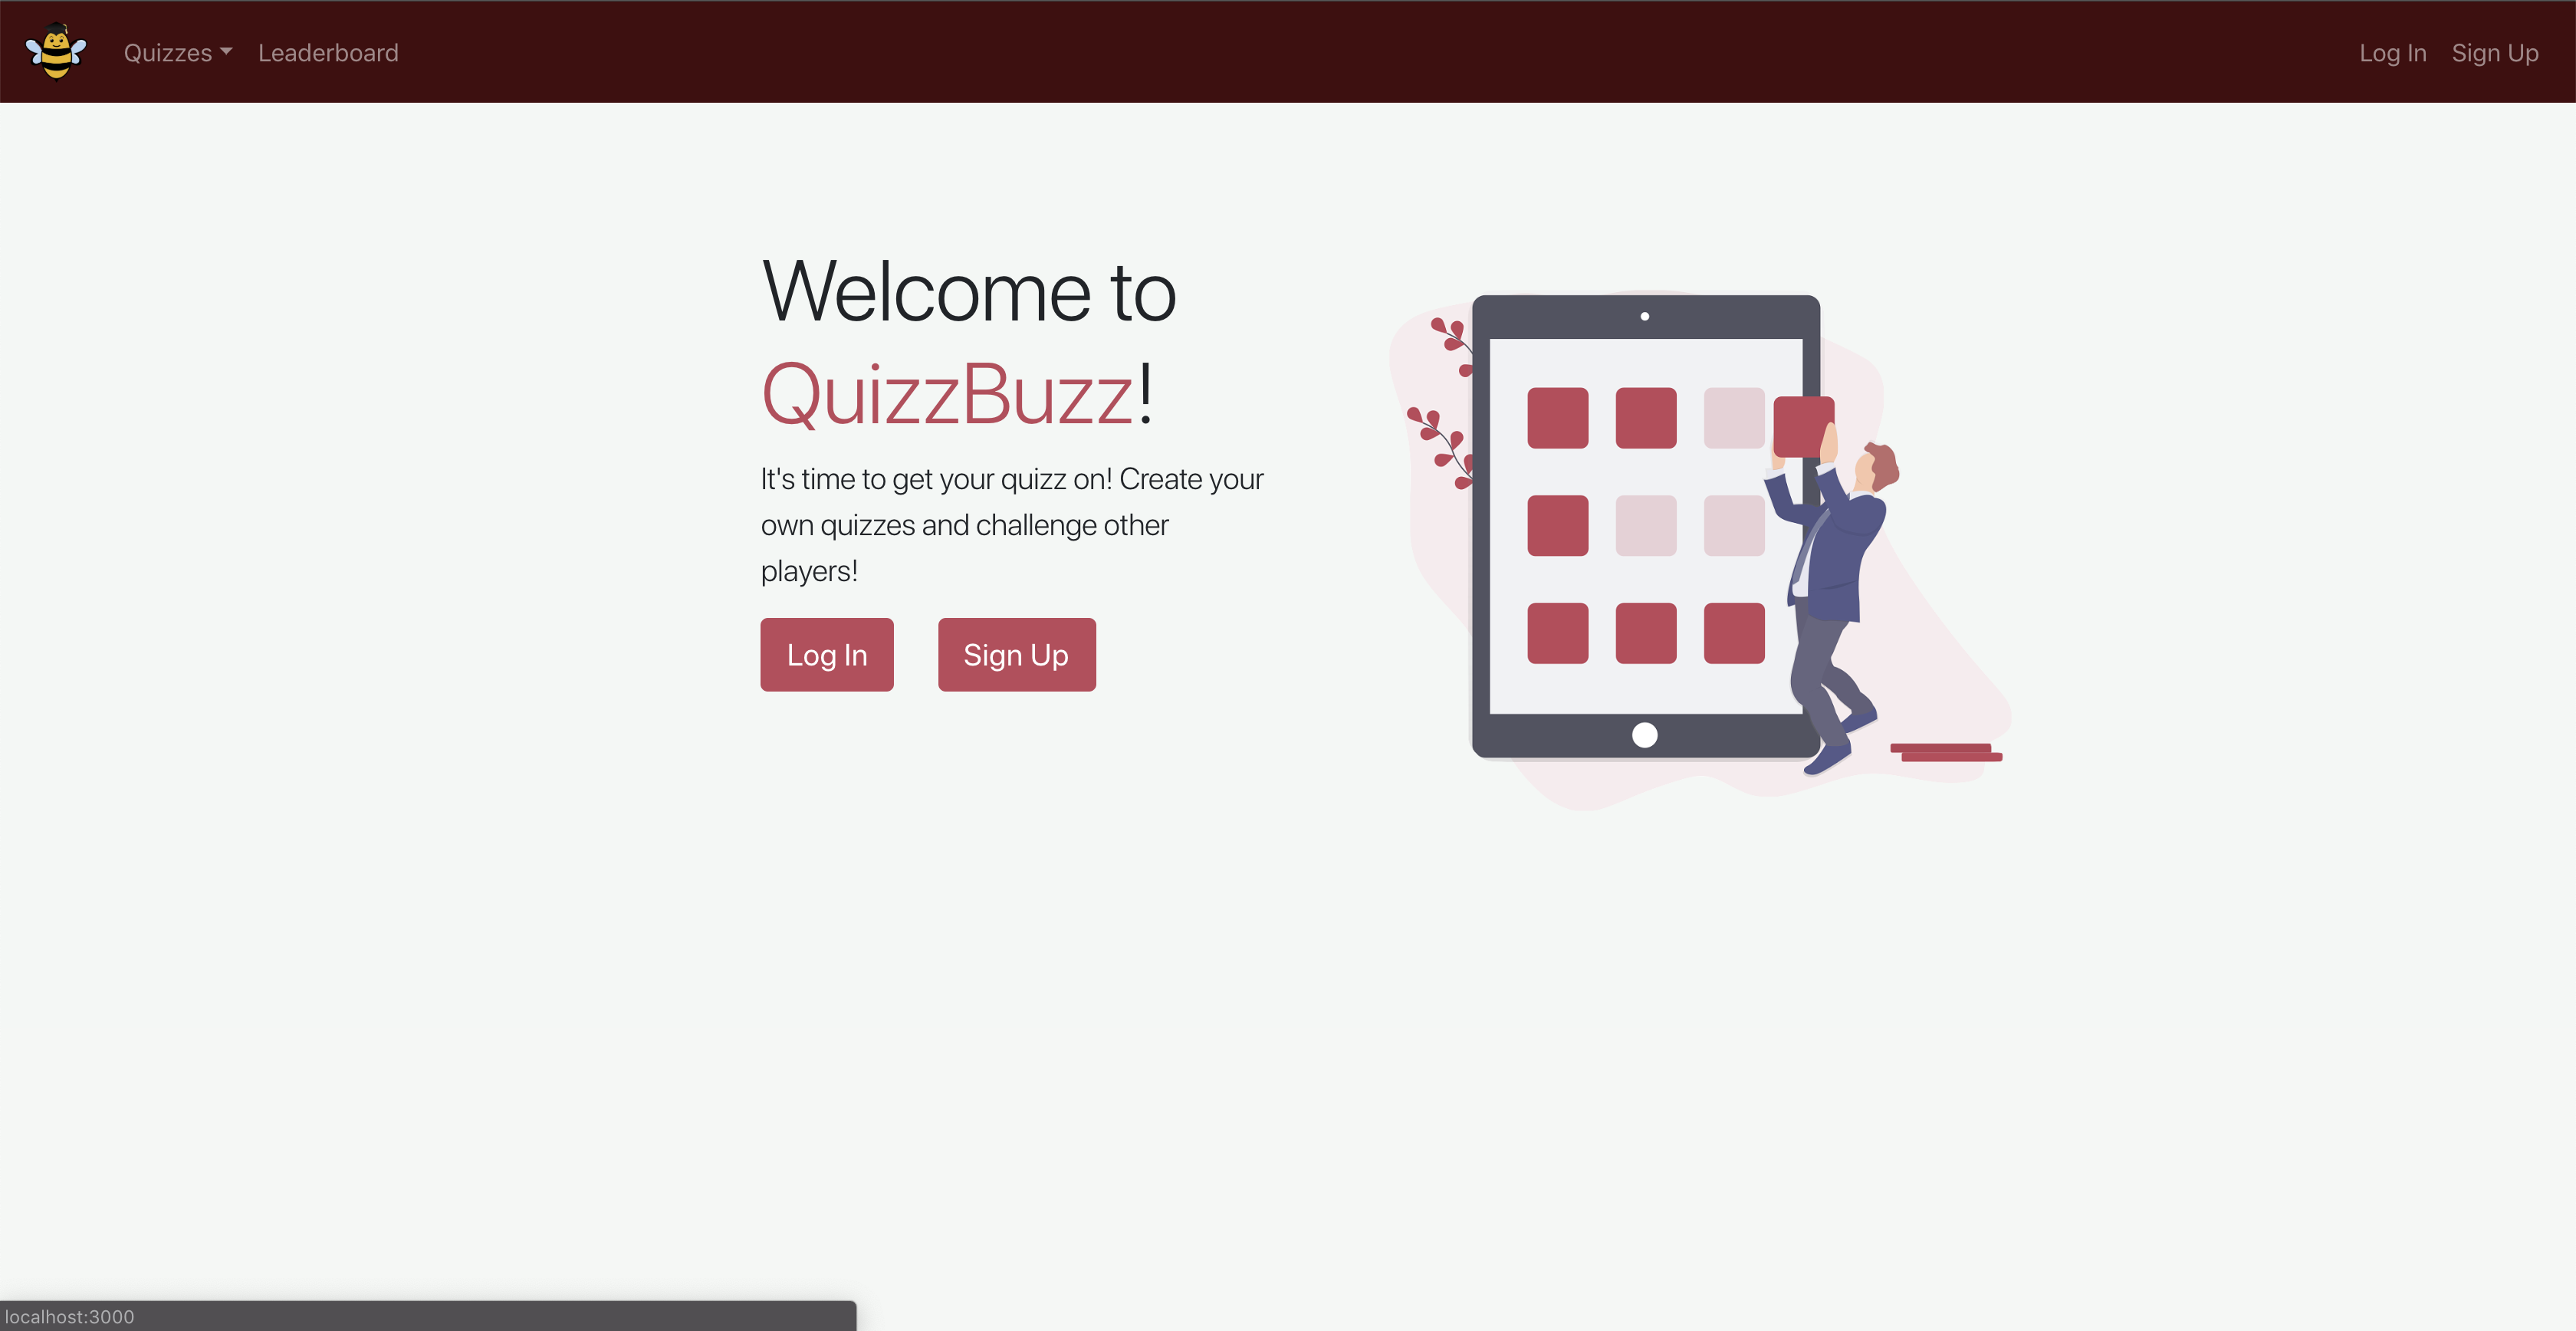 Quizzes Leaderboard Log In Sign Up
Welcome to
QuizzBuzz!
It's time to get your quizz on! Create your
own quizzes and challenge other
players!
Log In Sign Up
localhost:3000